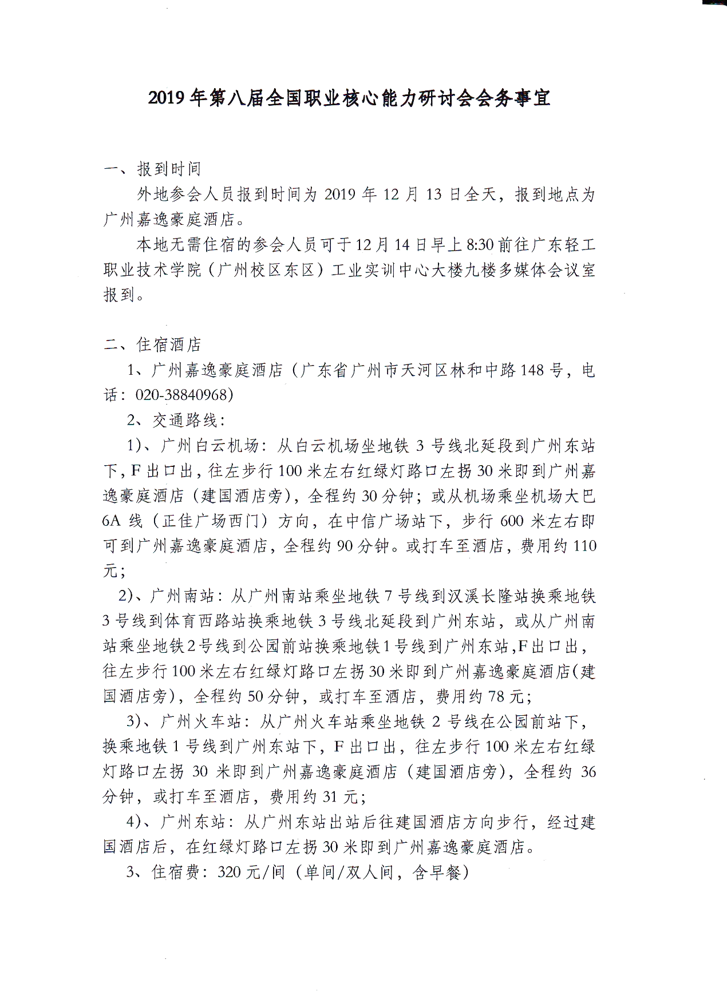 2019 年第八届全国职业核心能力研讨会会务事宜
一、报到时间
外地参会人员报到时间为 2019 年 12 月 13 日全天，报到地点为
广州嘉逸豪庭酒店。
本地无需住宿的参会人员可于 12 月 14 日早上 8:30 前往广东轻工
职业技术学院（广州校区东区）工业实训中心大楼九楼多媒体会议室
报到。
二、住宿酒店
1、广州嘉逸豪庭酒店（广东省广州市天河区林和中路 148 号，电
话：020-38840968）
2、交通路线：
1)、广州白云机场：从白云机场坐地铁 3 号线北延段到广州东站
下，F 出口出，往左步行 100 米左右红绿灯路口左拐 30 米即到广州嘉
逸豪庭酒店（建国酒店旁），全程约 30 分钟；或从机场乘坐机场大巴
6A 线（正佳广场西门）方向，在中信广场站下，步行 600 米左右即
可到广州嘉逸豪庭酒店，全程约 90 分钟。或打车至酒店，费用约 110
元；
2)、广州南站：从广州南站乘坐地铁 7 号线到汉溪长隆站换乘地铁
3 号线到体育西路站换乘地铁 3 号线北延段到广州东站，或从广州南
站乘坐地铁 2 号线到公园前站换乘地铁 1 号线到广州东站，F 出口出，
往左步行 100 米左右红绿灯路口左拐 30 米即到广州嘉逸豪庭酒店（建
国酒店旁），全程约 50 分钟，或打车至酒店，费用约 78 元；
3)、广州火车站：从广州火车站乘坐地铁 2 号线在公园前站下，
换乘地铁 1 号线到广州东站下，F 出口出，往左步行 100 米左右红绿
灯路口左拐 30 米即到广州嘉逸豪庭酒店（建国酒店旁），全程约 36
分钟，或打车至酒店，费用约 31 元；
4)、广州东站：从广州东站出站后往建国酒店方向步行，经过建
国酒店后，在红绿灯路口左拐 30 米即到广州嘉逸豪庭酒店。
3、住宿费：320 元/间（单间/双人间，含早餐）